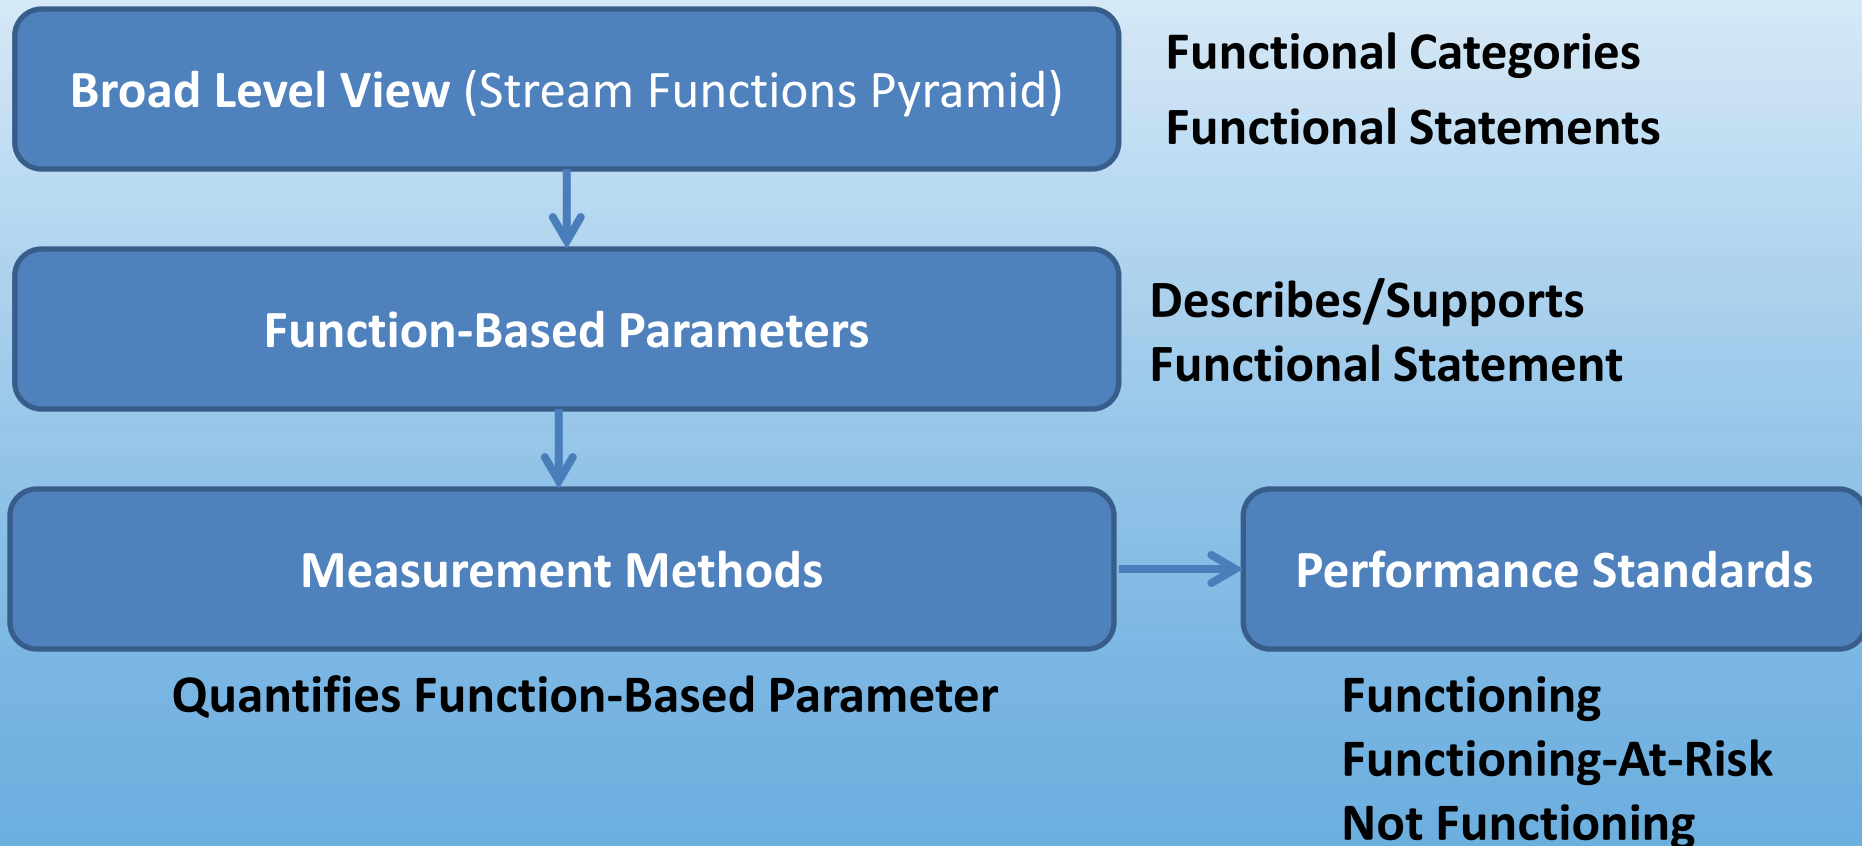 Broad Level View (Stream Functions Pyramid)
Functional Categories
Functional Statements
Function-Based Parameters
Describes/Supports
Functional Statement
Measurement Methods
Performance Standards
Quantifies Function-Based Parameter
Functioning
Functioning-At-Risk
Not Functioning